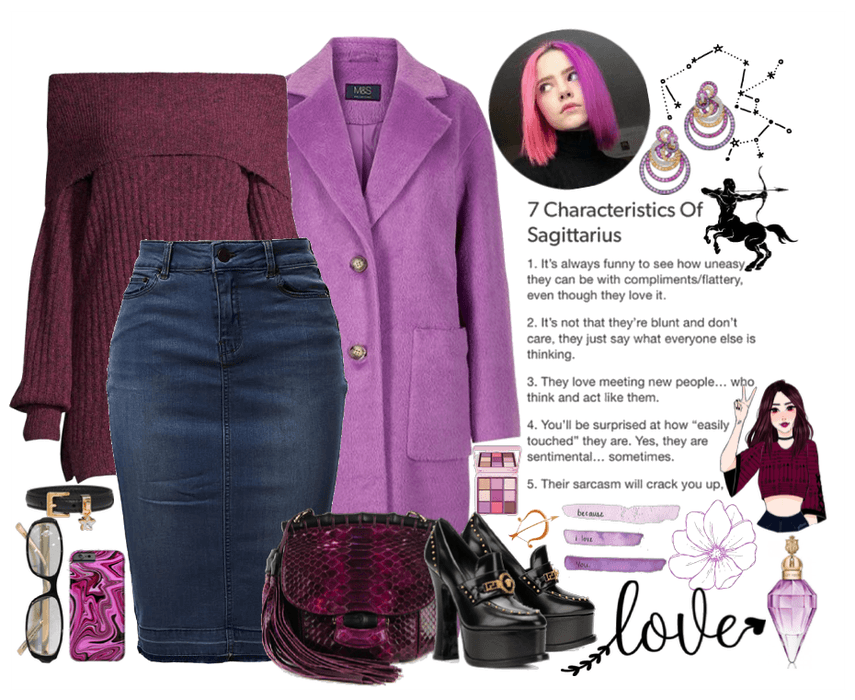 M&S
7 Characteristics Of
Sagittarius
1. It's always funny to see how uneasy
they can be with compliments/flattery,
even though they love it.
2. It's not that they're blunt and don't
care, they just say what everyone else is
thinking.
3. They love meeting new people... who
think and act like them.
4. You'll be surprised at how "easily
touched" they are. Yes, they are
sentimental... sometimes.
5. Their sarcasm will crack you up,
because
i love
you.
love